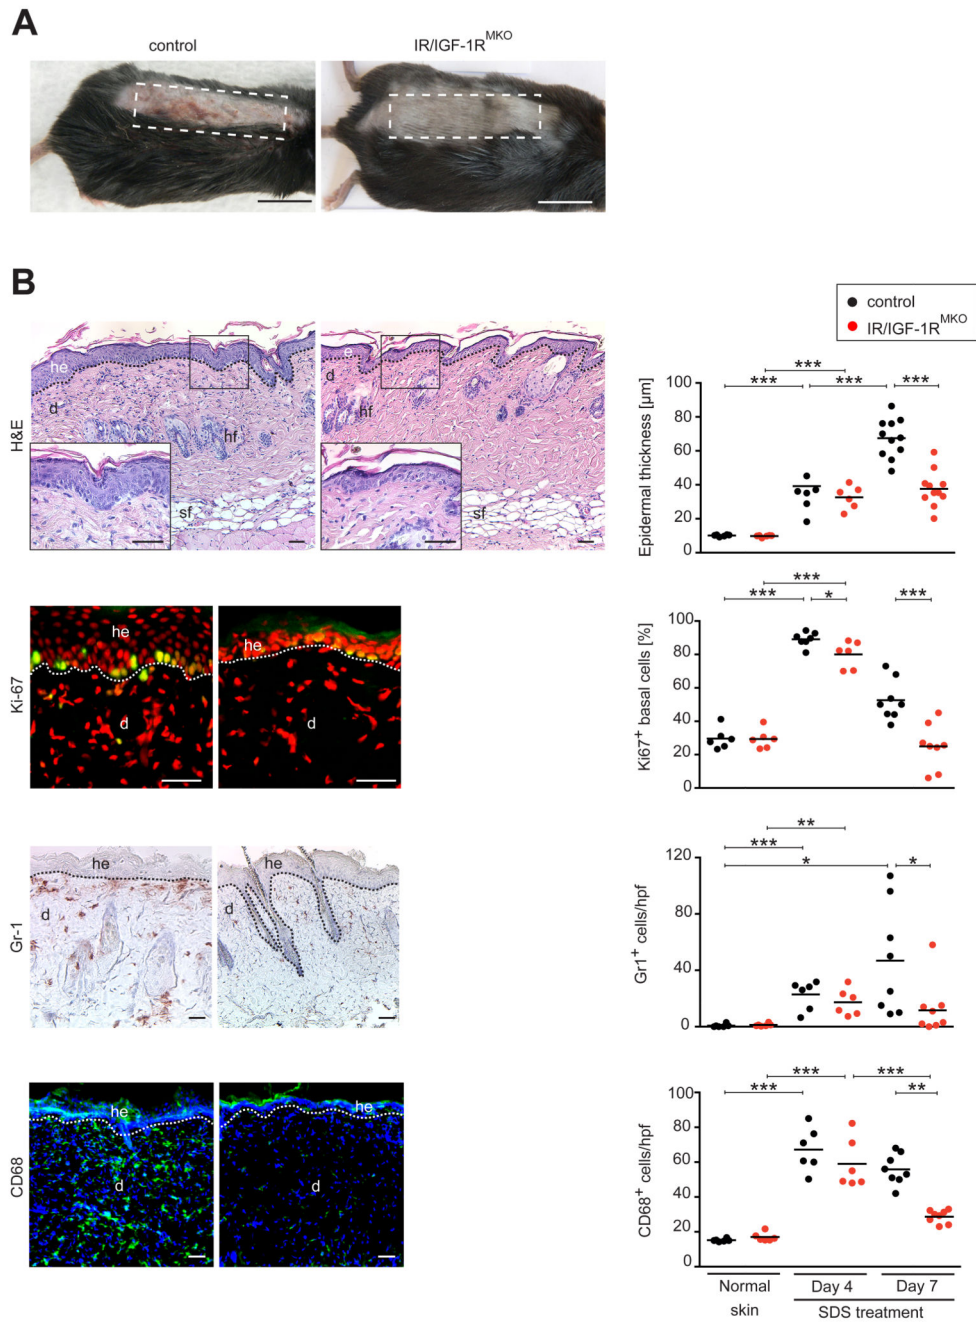 A
control
IR/IGF-1R^MKO
B
control
IR/IGF-1R^MKO
H&E
he
d
hf
sf
e
d
hf
sf
Epidermal thickness [µm]
100
80
60
40
20
0
***
***
***
***
Ki-67
he
d
he
d
Ki67+ basal cells [%]
100
80
60
40
20
0
***
***
*
***
Gr-1
he
d
he
d
Gr1+ cells/hpf
120
80
40
0
**
***
*
*
CD68
he
d
he
d
CD68+ cells/hpf
100
80
60
40
20
0
***
***
***
**
Normal
skin
Day 4
Day 7
SDS treatment